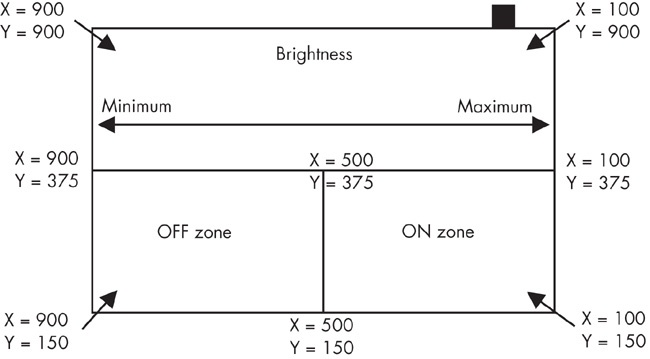 X = 900
Y = 900
X = 100
Y = 900
Brightness
Minimum
Maximum
X = 900
Y = 375
X = 500
Y = 375
X = 100
Y = 375
OFF zone
ON zone
X = 900
Y = 150
X = 500
Y = 150
X = 100
Y = 150